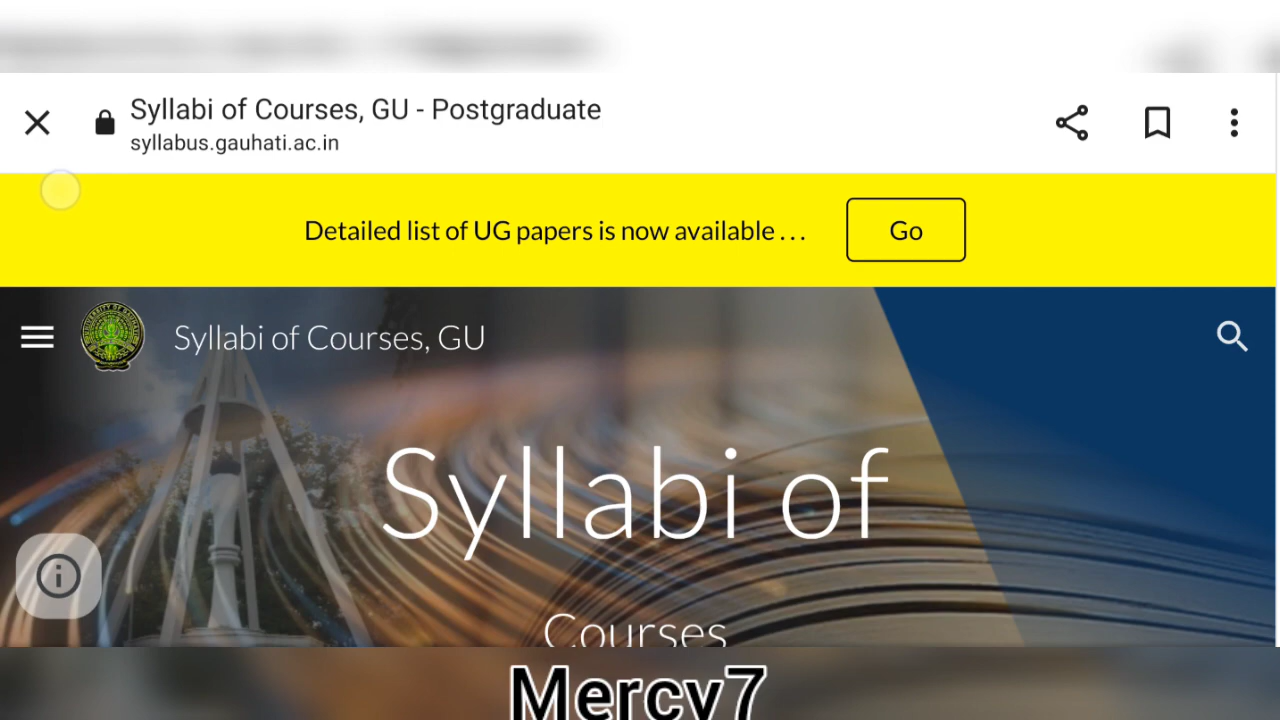 Syllabi of Courses, GU - Postgraduate
syllabus.gauhati.ac.in
Detailed list of UG papers is now available . . .
Go
Syllabi of Courses, GU
Syllabi of
Courses
Mercy7